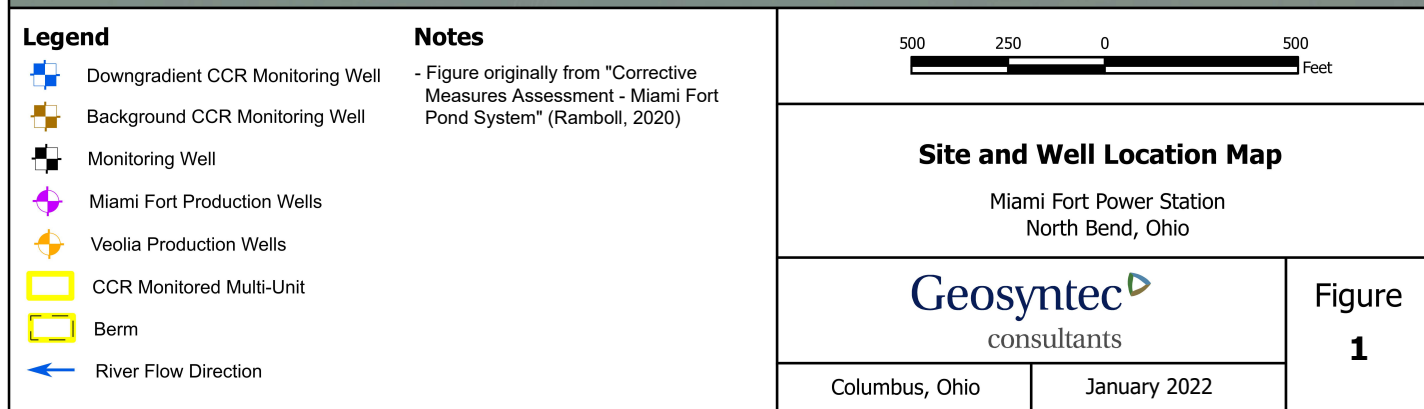 Legend
Downgradient CCR Monitoring Well
Background CCR Monitoring Well
Monitoring Well
Miami Fort Production Wells
Veolia Production Wells
CCR Monitored Multi-Unit
Berm
River Flow Direction
Notes
- Figure originally from "Corrective
Measures Assessment - Miami Fort
Pond System" (Ramboll, 2020)
500 250 0 500
Feet
Site and Well Location Map
Miami Fort Power Station
North Bend, Ohio
Geosyntec
consultants
Figure
1
Columbus, Ohio
January 2022